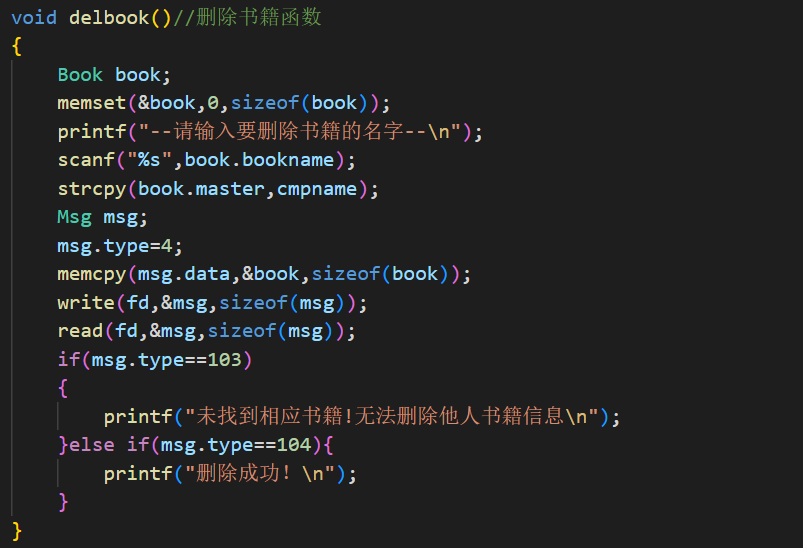 void delbook()//删除书籍函数
{
    Book book;
    memset(&book,0,sizeof(book));
    printf("--请输入要删除书籍的名字--\n");
    scanf("%s",book.bookname);
    strcpy(book.master,cmpname);
    Msg msg;
    msg.type=4;
    memcpy(msg.data,&book,sizeof(book));
    write(fd,&msg,sizeof(msg));
    read(fd,&msg,sizeof(msg));
    if(msg.type==103)
    {
        printf("未找到相应书籍!无法删除他人书籍信息\n");
    }else if(msg.type==104){
        printf("删除成功！\n");
    }
}